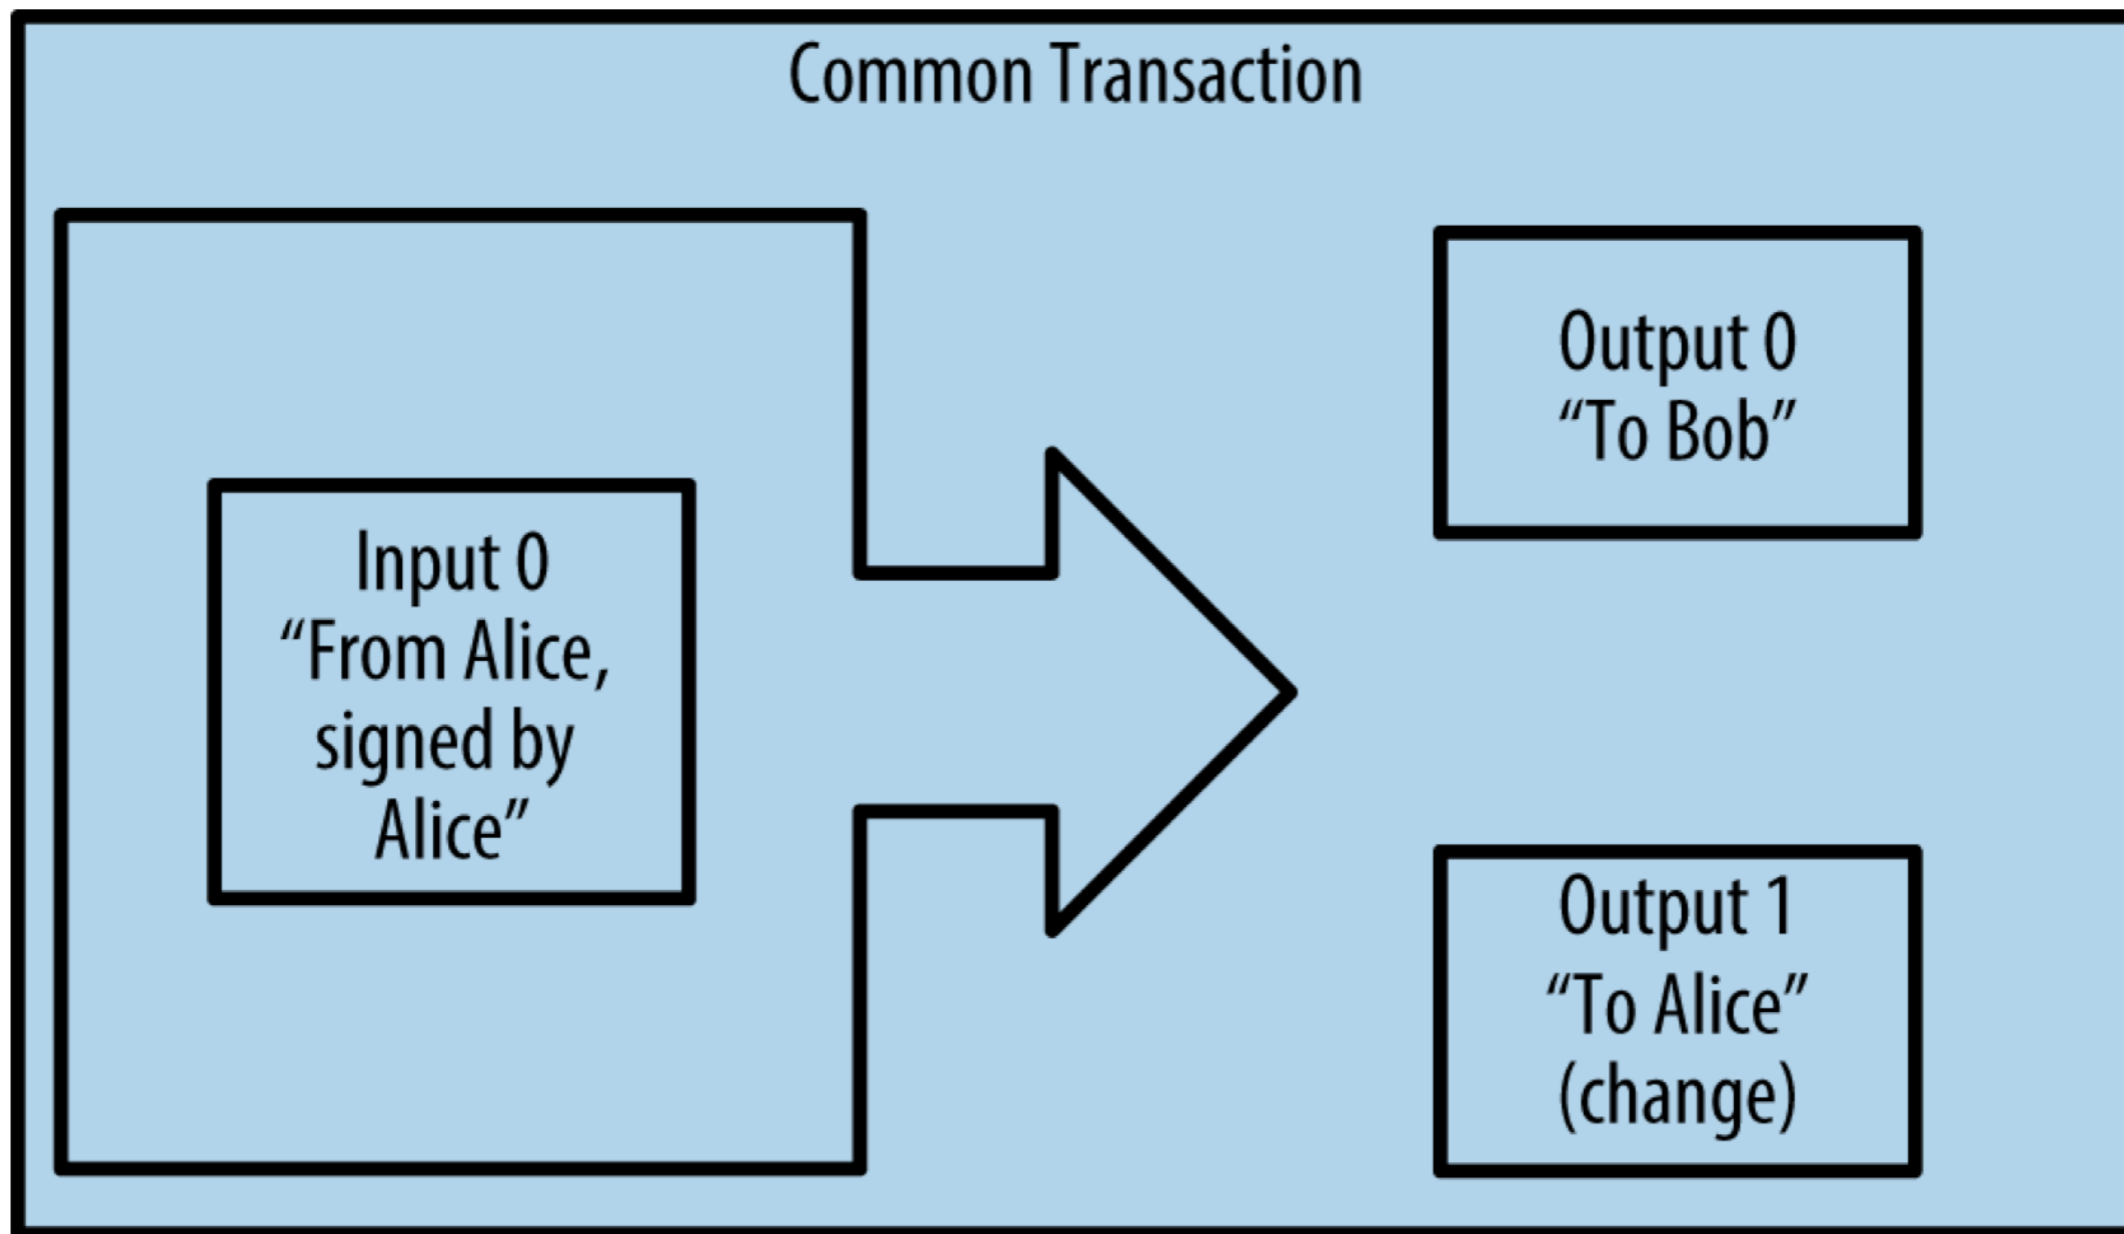 Common Transaction
Input 0
“From Alice,
signed by
Alice”
Output 0
“To Bob”
Output 1
“To Alice”
(change)